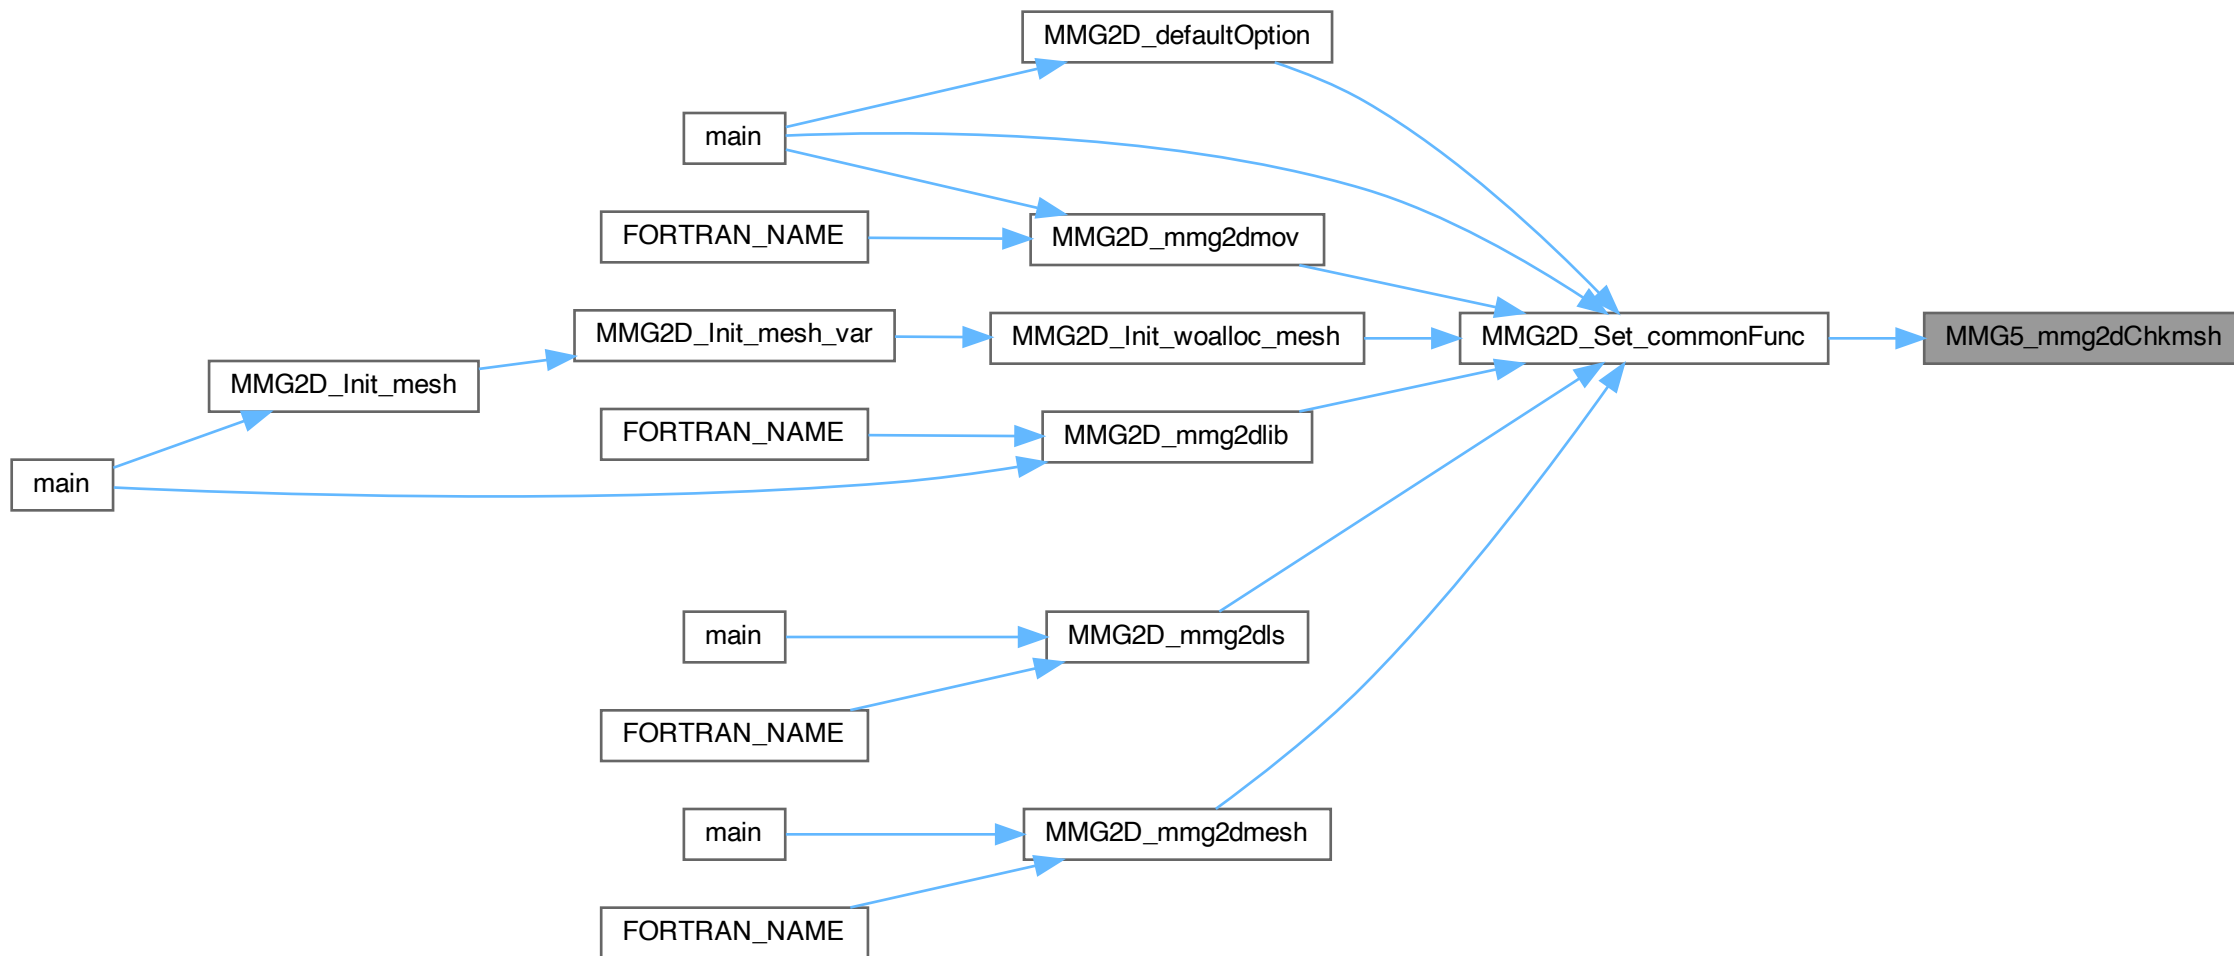 MMG2D_defaultOption
main
FORTRAN_NAME
MMG2D_mmg2dmov
MMG2D_Init_mesh_var
MMG2D_Init_woalloc_mesh
MMG2D_Set_commonFunc
MMG5_mmg2dChkmsh
MMG2D_Init_mesh
FORTRAN_NAME
MMG2D_mmg2dlib
main
main
MMG2D_mmg2dls
FORTRAN_NAME
main
MMG2D_mmg2dmesh
FORTRAN_NAME